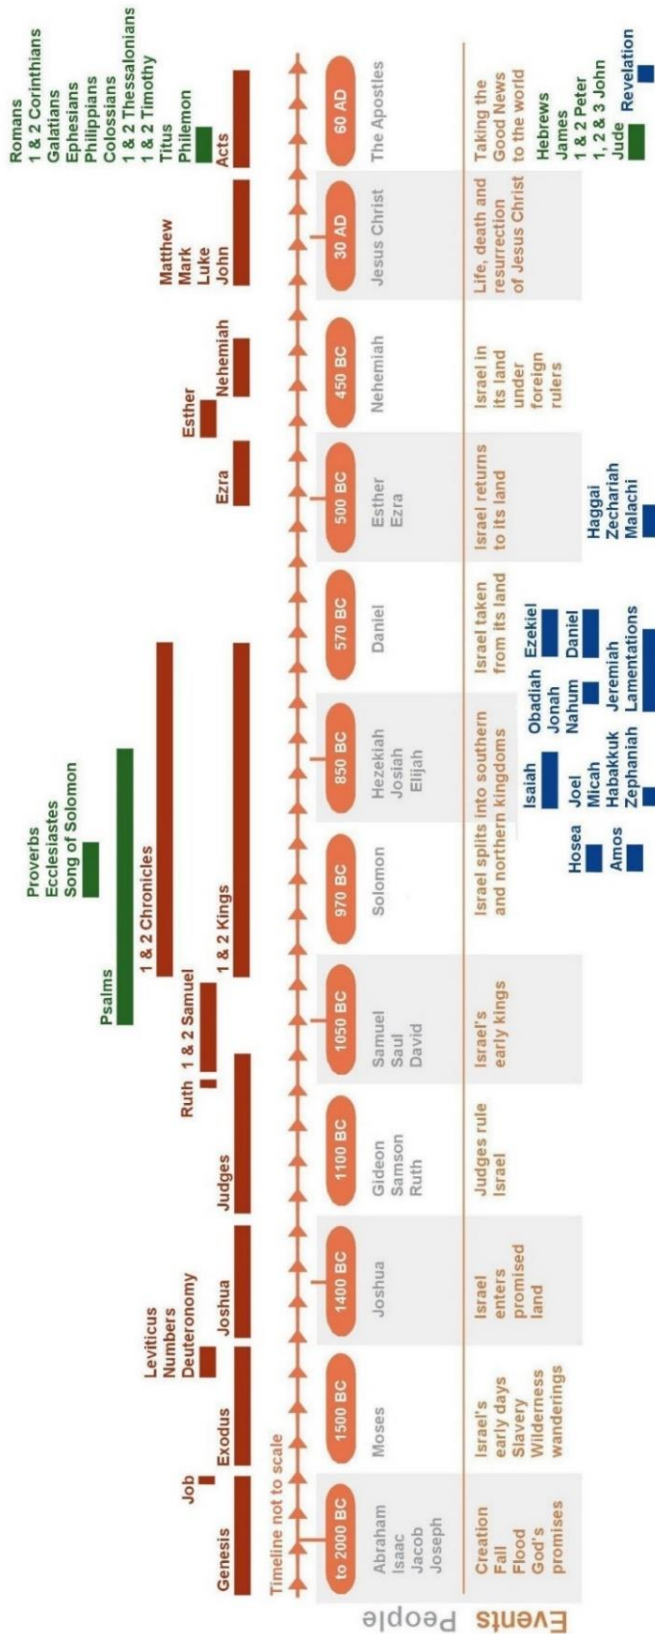 Proverbs
Ecclesiastes
Song of Solomon
Psalms
1 & 2 Chronicles
Ruth 1 & 2 Samuel
Job
Leviticus
Numbers
Deuteronomy
Genesis
Exodus
Joshua
Judges
1 & 2 Kings
Ezra
Esther
Nehemiah
Matthew
Mark
Luke
John
Romans
1 & 2 Corinthians
Galatians
Ephesians
Philippians
Colossians
1 & 2 Thessalonians
1 & 2 Timothy
Titus
Philemon
Acts
Timeline not to scale
to 2000 BC
1500 BC
1400 BC
1100 BC
1050 BC
970 BC
850 BC
570 BC
500 BC
450 BC
30 AD
60 AD
People
Abraham
Isaac
Jacob
Joseph
Moses
Joshua
Gideon
Samson
Ruth
Samuel
Saul
David
Solomon
Hezekiah
Josiah
Elijah
Daniel
Esther
Ezra
Nehemiah
Jesus Christ
The Apostles
Events
Creation
Fall
Flood
God's
promises
Israel's
early days
Slavery
Wilderness
wanderings
Israel
enters
promised
land
Judges rule
Israel
Israel's
early kings
Israel splits into southern
and northern kingdoms
Israel taken
from its land
Israel returns
to its land
Israel in
its land
under
foreign
rulers
Life, death and
resurrection
of Jesus Christ
Taking the
Good News
to the world
Hosea
Amos
Isaiah
Joel
Micah
Habakkuk
Zephaniah
Obadiah
Jonah
Nahum
Jeremiah
Lamentations
Ezekiel
Daniel
Haggai
Zechariah
Malachi
Hebrews
James
1 & 2 Peter
1, 2 & 3 John
Jude
Revelation